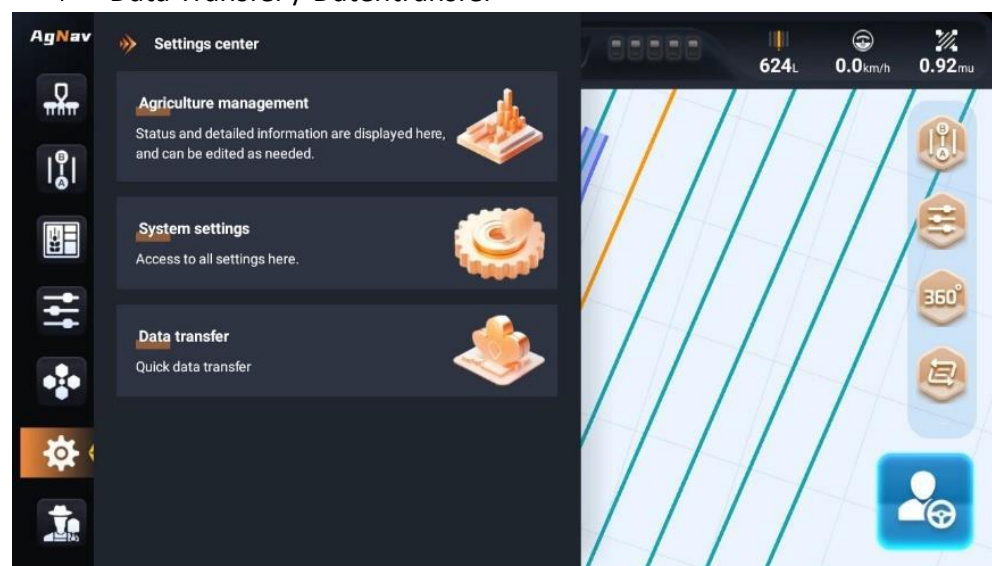 Data Transfer / Datentransfer
AgNav
Settings center
Agriculture management
Status and detailed information are displayed here,
and can be edited as needed.
System settings
Access to all settings here.
Data transfer
Quick data transfer
624L
0.0km/h
0.92mu
B
A
B
A
360°